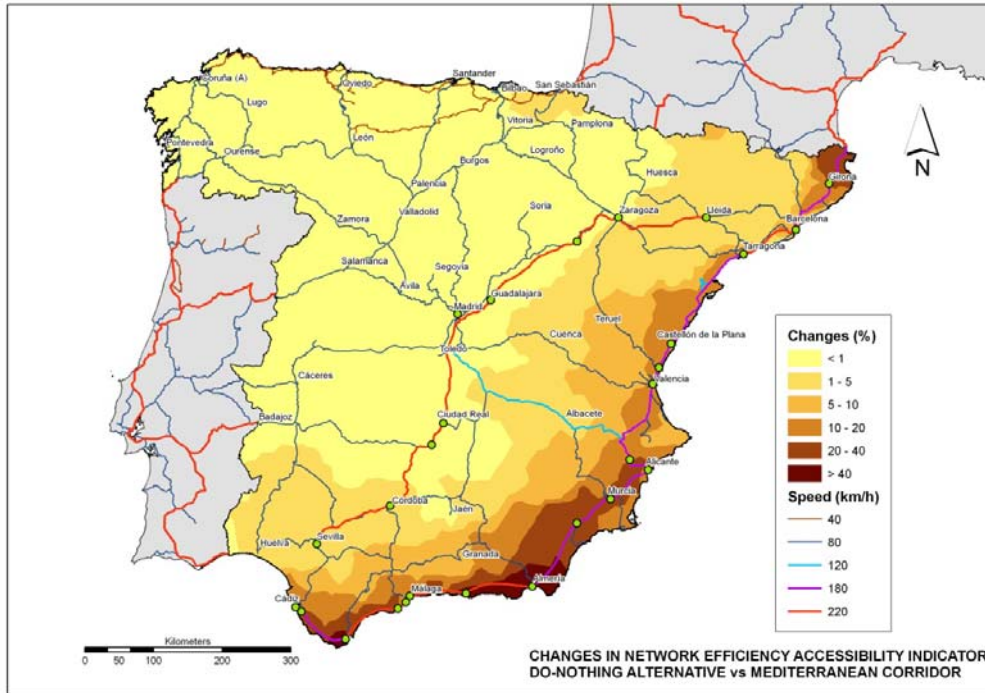 Coruña (A)
Oviedo
Santander
Bilbao
San Sebastián
Lugo
Vitoria
Pamplona
León
Pontevedra
Ourense
Burgos
Logroño
Huesca
Girona
Palencia
Soria
Zaragoza
Lleida
Barcelona
Zamora
Valladolid
Tarragona
Segovia
Salamanca
Ávila
Guadalajara
Madrid
Teruel
Castellón de la Plana
Cuenca
Toledo
Cáceres
Valencia
Badajoz
Ciudad Real
Albacete
Alicante
Murcia
Córdoba
Jaén
Huelva
Sevilla
Granada
Almería
Málaga
Cádiz
N
Changes (%)
< 1
1 - 5
5 - 10
10 - 20
20 - 40
> 40
Speed (km/h)
40
80
120
180
220
Kilometers
0 50 100 200 300
CHANGES IN NETWORK EFFICIENCY ACCESSIBILITY INDICATOR
DO-NOTHING ALTERNATIVE vs MEDITERRANEAN CORRIDOR